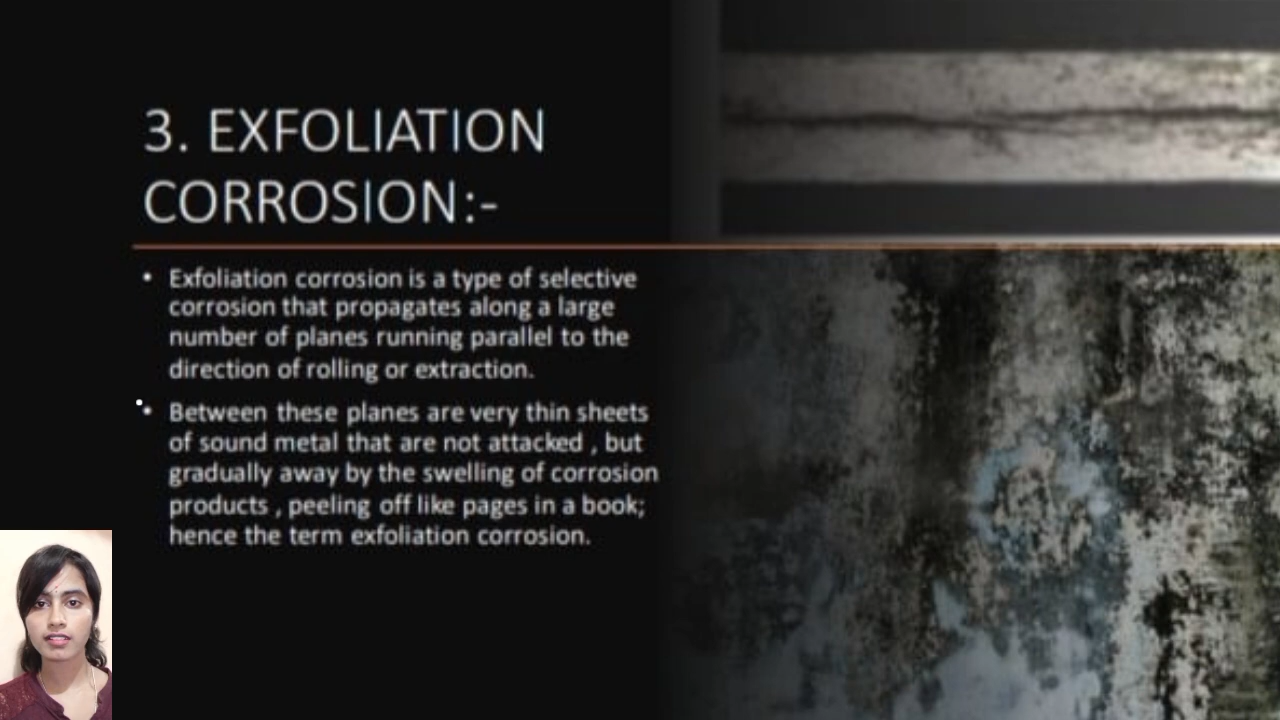 3. EXFOLIATION
CORROSION:-
• Exfoliation corrosion is a type of selective
corrosion that propagates along a large
number of planes running parallel to the
direction of rolling or extraction.
• Between these planes are very thin sheets
of sound metal that are not attacked , but
gradually away by the swelling of corrosion
products , peeling off like pages in a book;
hence the term exfoliation corrosion.